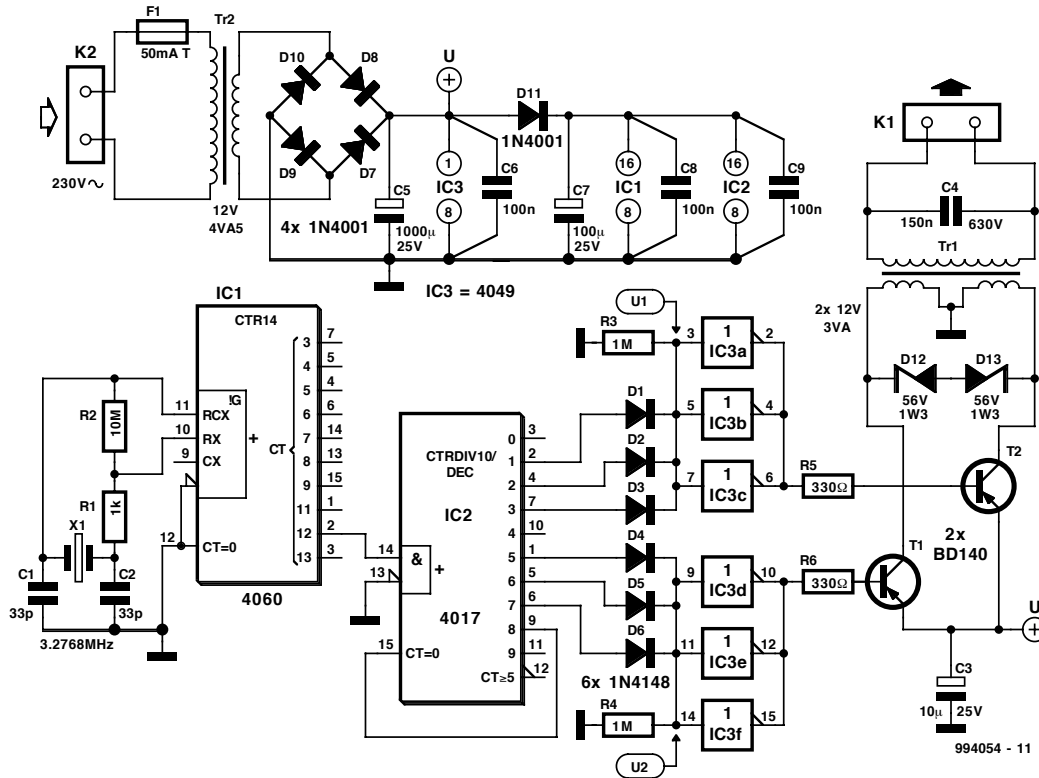 F1
50mA T
K2
230V~
Tr2
12V
4VA5
D10
D8
D9
D7
4x 1N4001
C5
1000µ
25V
U
+
1
IC3
8
C6
100n
D11
1N4001
C7
100µ
25V
16
IC1
8
C8
100n
16
IC2
8
C9
100n
IC3 = 4049
K1
C4
150n
630V
Tr1
2x 12V
3VA
D12
56V
1W3
D13
56V
1W3
T2
2x
BD140
T1
U
+
C3
10µ
25V
IC1
CTR14
!G
+
CT
11
RCX
10
RX
9
CX
12
CT=0
3
7
4
5
5
4
6
6
7
14
8
13
9
15
11
1
12
2
13
3
4060
R2
10M
R1
1k
X1
C1
33p
C2
33p
3.2768MHz
CTRDIV10/
DEC
IC2
14
&
+
13
4017
15
CT=0
0
3
1
2
2
4
3
7
4
10
5
1
6
5
7
6
8
9
9
11
CT≥5
12
U1
R3
1M
D1
D2
D3
D4
D5
D6
6x 1N4148
R4
1M
U2
3
1
IC3a
2
5
1
IC3b
4
7
1
IC3c
6
9
1
IC3d
10
11
1
IC3e
12
14
1
IC3f
15
R5
330Ω
R6
330Ω
994054 - 11